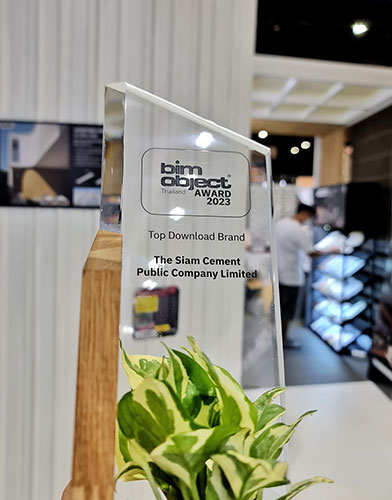 bim
object®
Thailand AWARD
2023
Top Download Brand
The Siam Cement
Public Company Limited